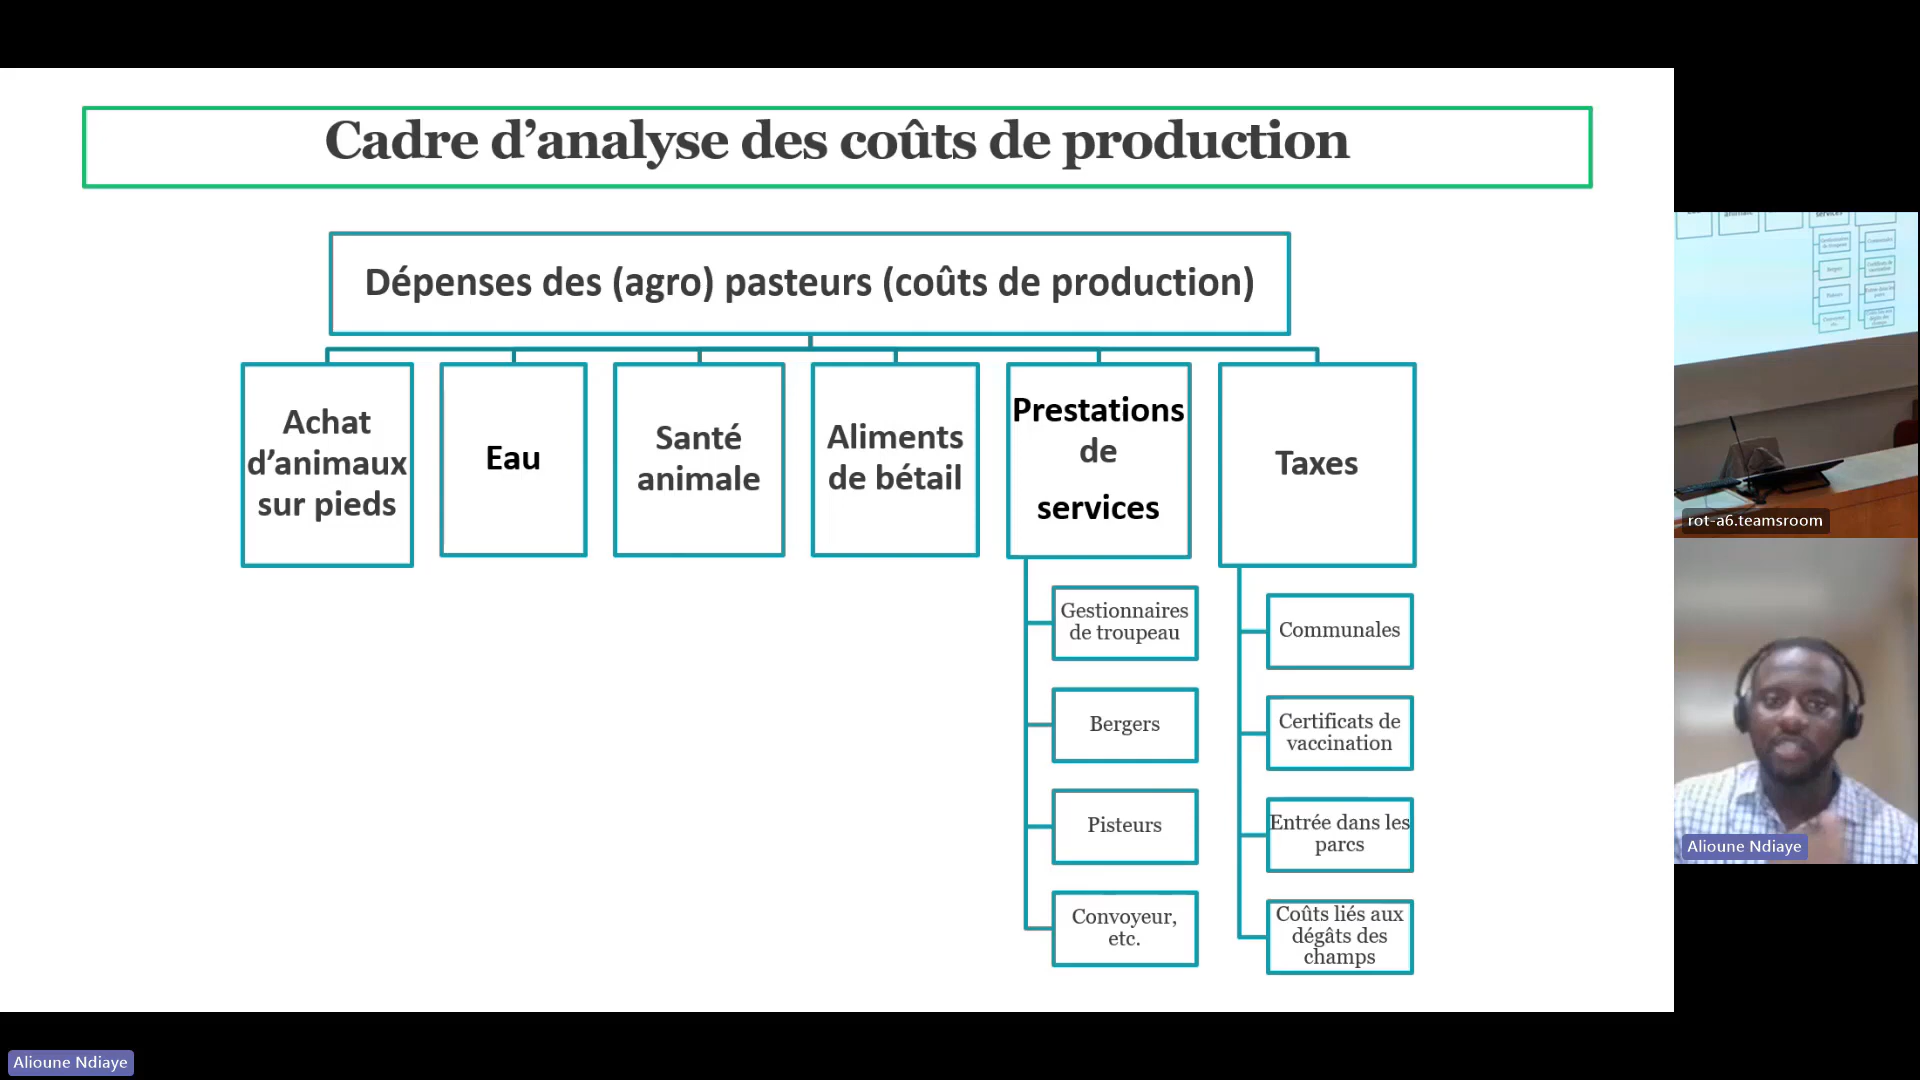 Cadre d’analyse des coûts de production
Dépenses des (agro) pasteurs (coûts de production)
Achat
d’animaux
sur pieds
Eau
Santé
animale
Aliments
de bétail
Prestations
de
services
Taxes
Gestionnaires
de troupeau
Bergers
Pisteurs
Convoyeur,
etc.
Communales
Certificats de
vaccination
Entrée dans les
parcs
Coûts liés aux
dégâts des
champs
rot-a6.teamsroom
Alioune Ndiaye
Alioune Ndiaye